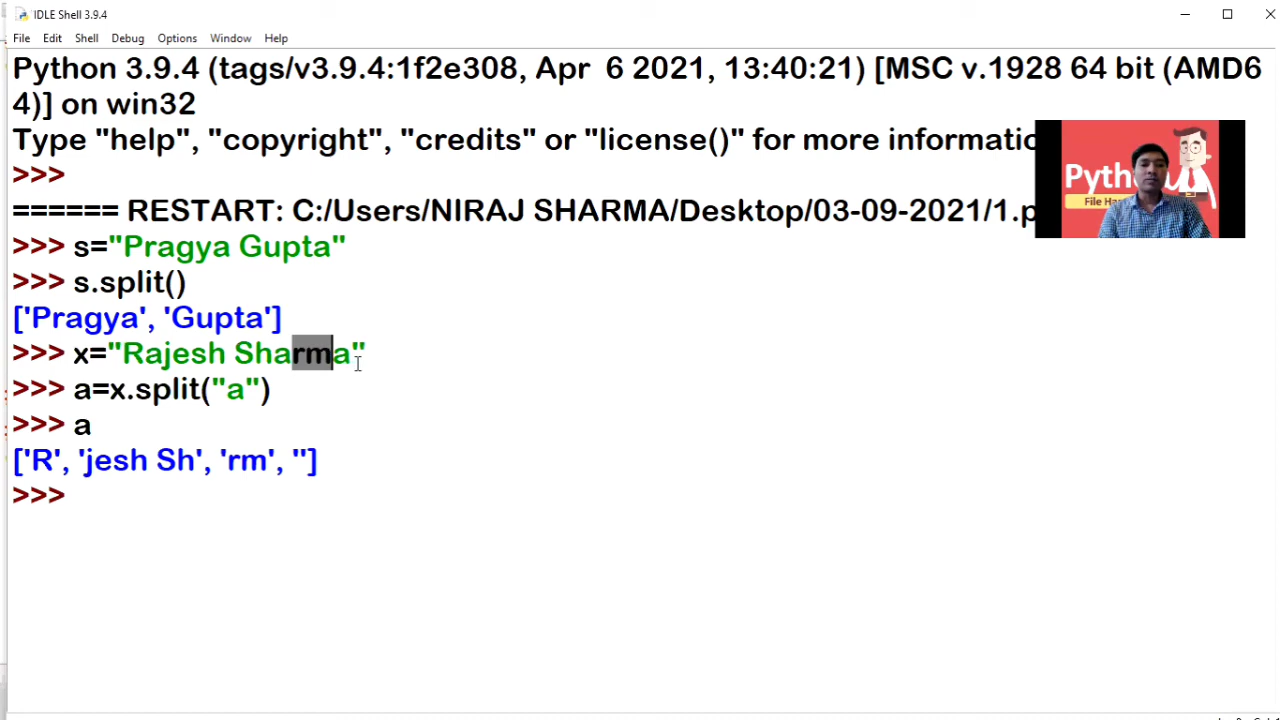 IDLE Shell 3.9.4
File Edit Shell Debug Options Window Help
Python 3.9.4 (tags/v3.9.4:1f2e308, Apr 6 2021, 13:40:21) [MSC v.1928 64 bit (AMD6
4)] on win32
Type "help", "copyright", "credits" or "license()" for more informatio
>>>
====== RESTART: C:/Users/NIRAJ SHARMA/Desktop/03-09-2021/1.p
>>> s="Pragya Gupta"
>>> s.split()
['Pragya', 'Gupta']
>>> x="Rajesh Sharma"
>>> a=x.split("a")
>>> a
['R', 'jesh Sh', 'rm', '']
>>>
Pyth
File Ha